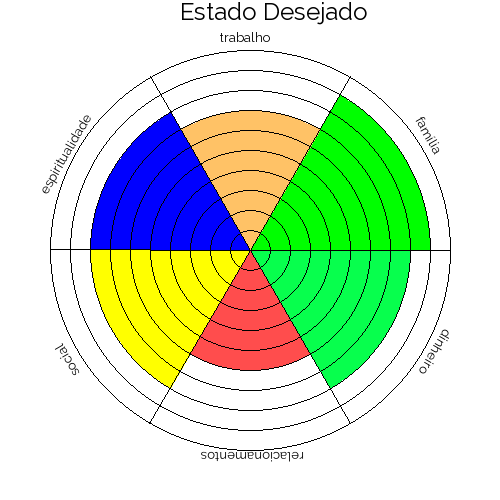 Estado Desejado
trabalho
família
dinheiro
relacionamentos
social
espiritualidade